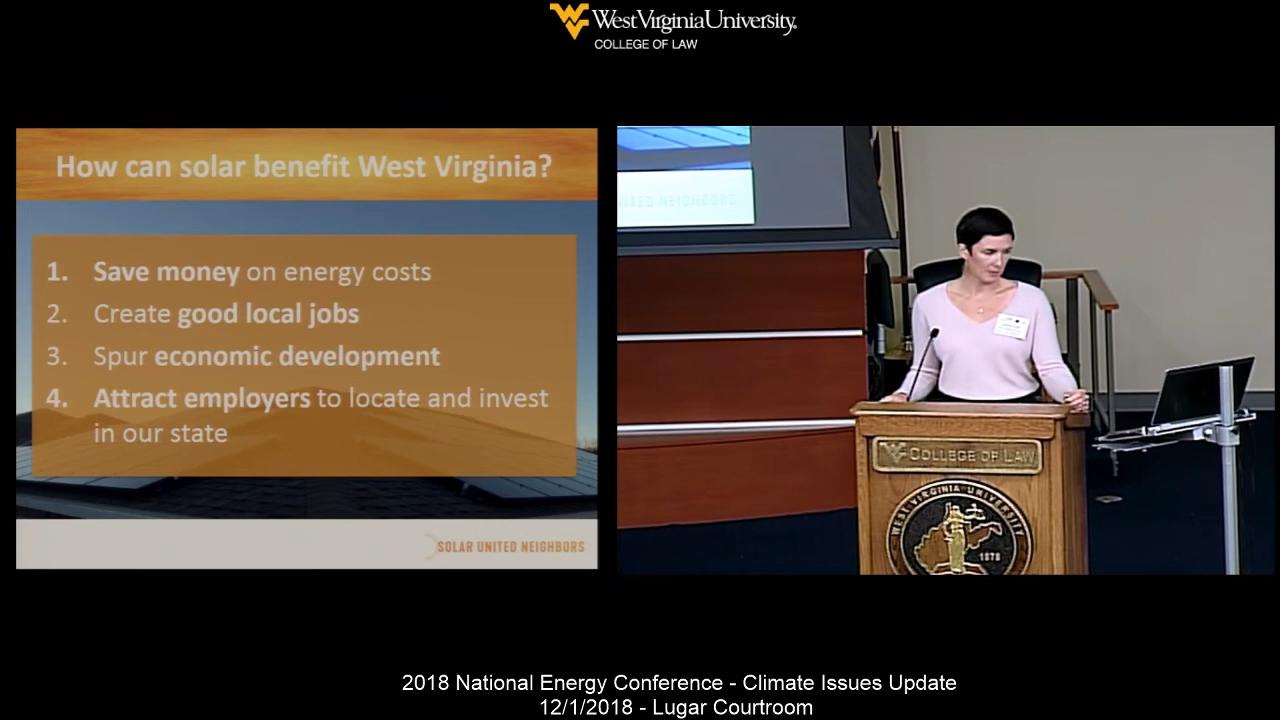 West Virginia University.
COLLEGE OF LAW
How can solar benefit West Virginia?
1. Save money on energy costs
2. Create good local jobs
3. Spur economic development
4. Attract employers to locate and invest
in our state
SOLAR UNITED NEIGHBORS
UNITED NEIGHBORS
COLLEGE OF LAW
WEST VIRGINIA UNIVERSITY
1878
2018 National Energy Conference - Climate Issues Update
12/1/2018 - Lugar Courtroom